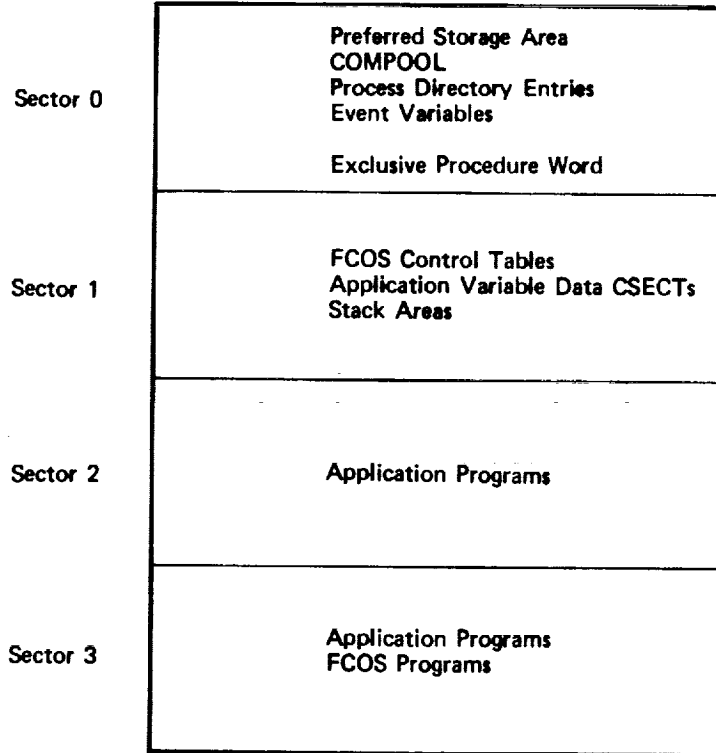 Preferred Storage Area
COMPOOL
Sector 0
Process Directory Entries
Event Variables
Exclusive Procedure Word
FCOS Control Tables
Sector 1
Application Variable Data CSECTs
Stack Areas
Sector 2
Application Programs
Sector 3
Application Programs
FCOS Programs